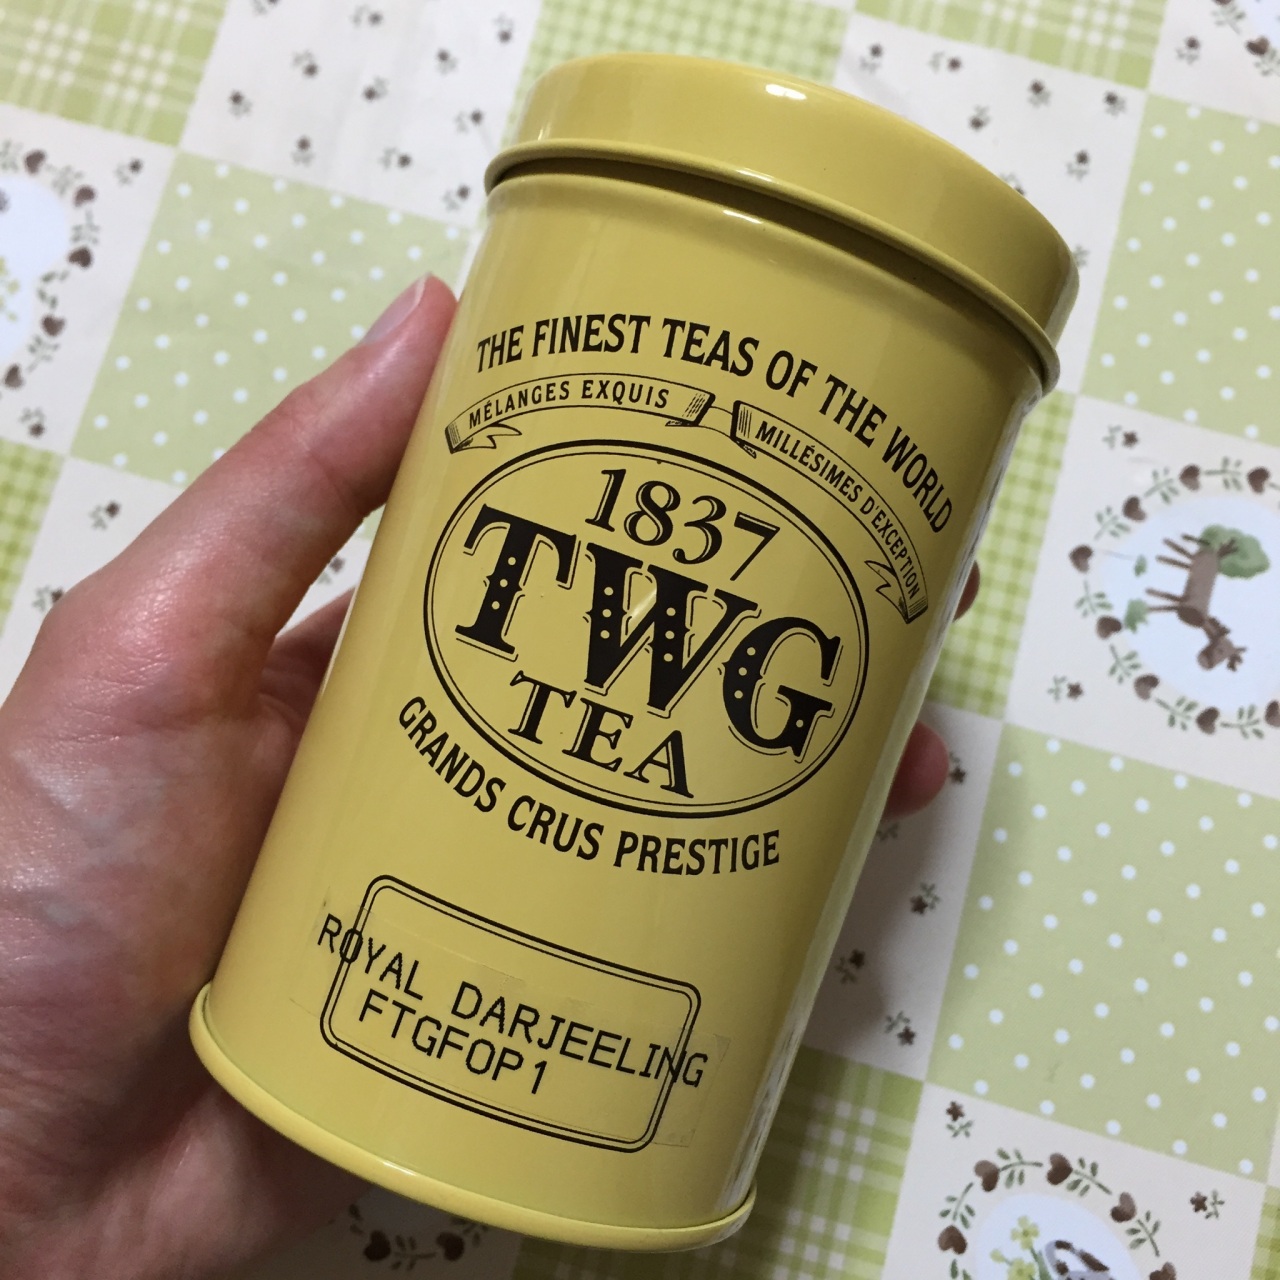 THE FINEST TEAS OF THE WORLD
MÉLANGES EXQUIS
MILLÉSIMES D'EXCEPTION
1837
TWG
TEA
GRANDS CRUS PRESTIGE
ROYAL DARJEELING
FTGFOP1